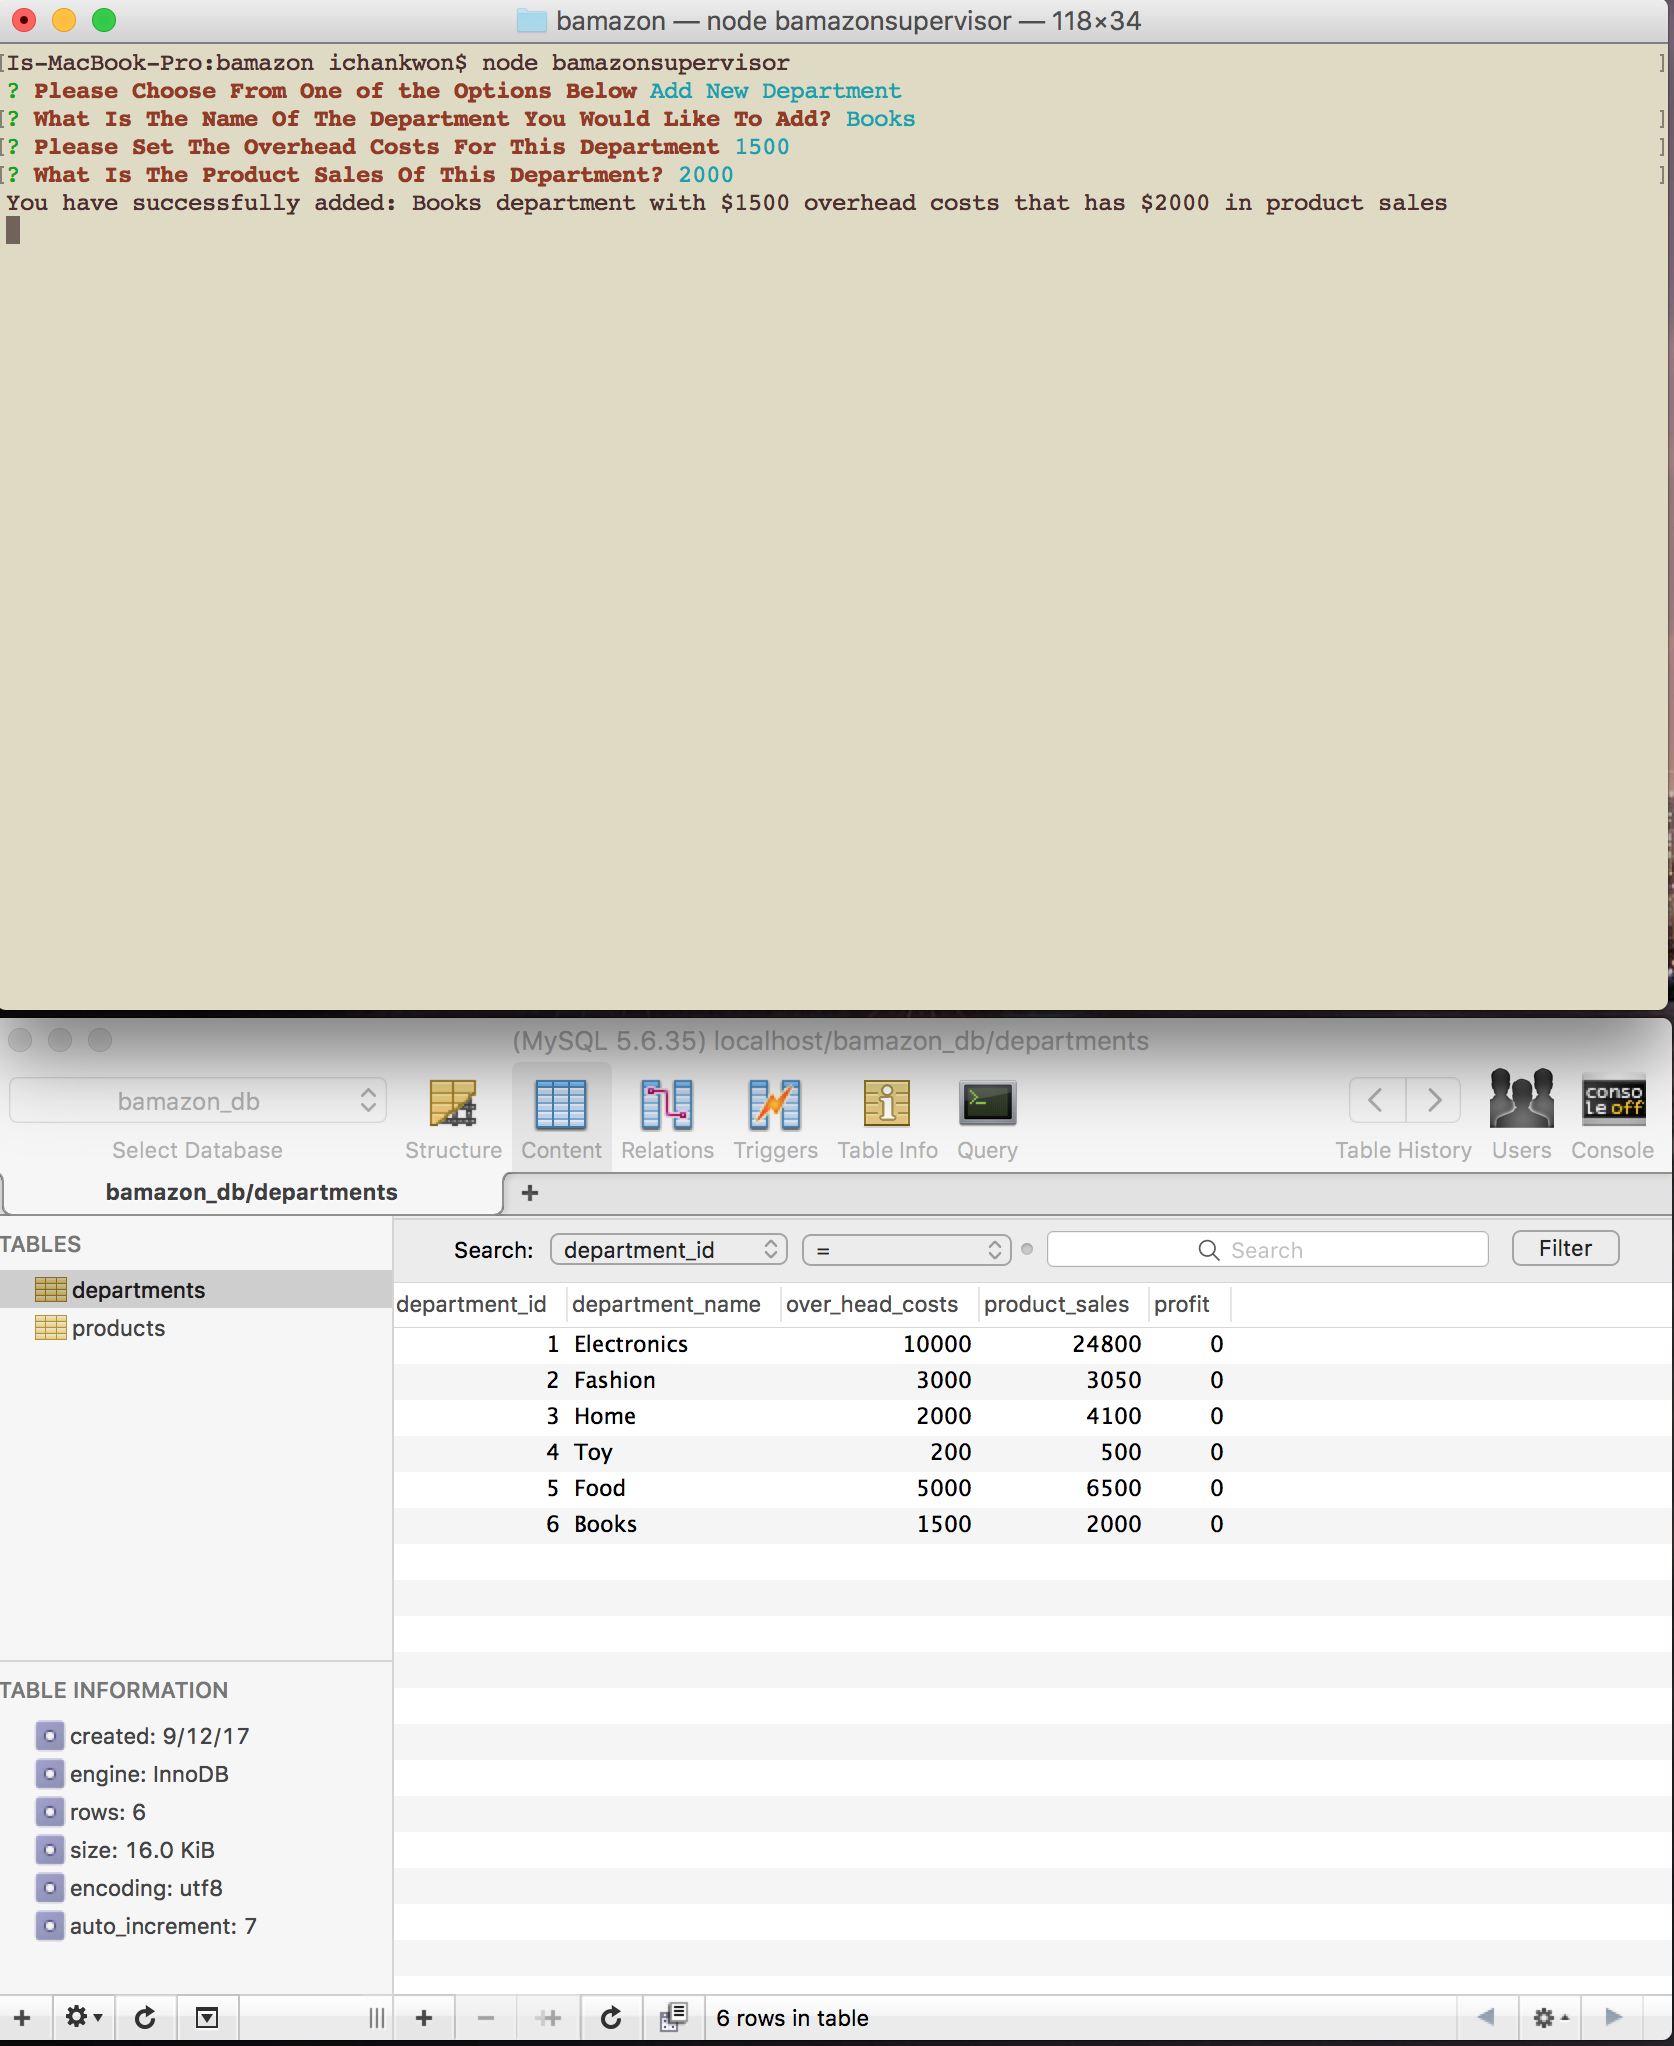 bamazon — node bamazonsupervisor — 118×34
[Is-MacBook-Pro:bamazon ichankwon$ node bamazonsupervisor ]
? Please Choose From One of the Options Below Add New Department
[? What Is The Name Of The Department You Would Like To Add? Books ]
[? Please Set The Overhead Costs For This Department 1500 ]
[? What Is The Product Sales Of This Department? 2000 ]
You have successfully added: Books department with $1500 overhead costs that has $2000 in product sales
(MySQL 5.6.35) localhost/bamazon_db/departments
bamazon_db
conso
le off
Select Database Structure Content Relations Triggers Table Info Query Table History Users Console
bamazon_db/departments +
TABLES
departments
products
Search: department_id = Search Filter
department_id department_name over_head_costs product_sales profit
1 Electronics 10000 24800 0
2 Fashion 3000 3050 0
3 Home 2000 4100 0
4 Toy 200 500 0
5 Food 5000 6500 0
6 Books 1500 2000 0
TABLE INFORMATION
created: 9/12/17
engine: InnoDB
rows: 6
size: 16.0 KiB
encoding: utf8
auto_increment: 7
6 rows in table